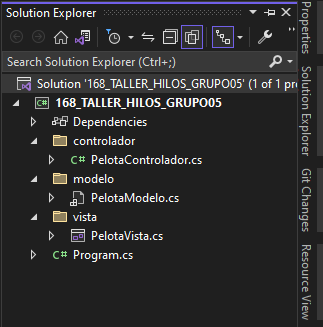 Solution Explorer
Search Solution Explorer (Ctrl+;)
Solution '168_TALLER_HILOS_GRUPO05' (1 of 1 pr
C# 168_TALLER_HILOS_GRUPO05
Dependencies
controlador
C# PelotaControlador.cs
modelo
PelotaModelo.cs
vista
PelotaVista.cs
C# Program.cs
Properties
Solution Explorer
Git Changes
Resource View